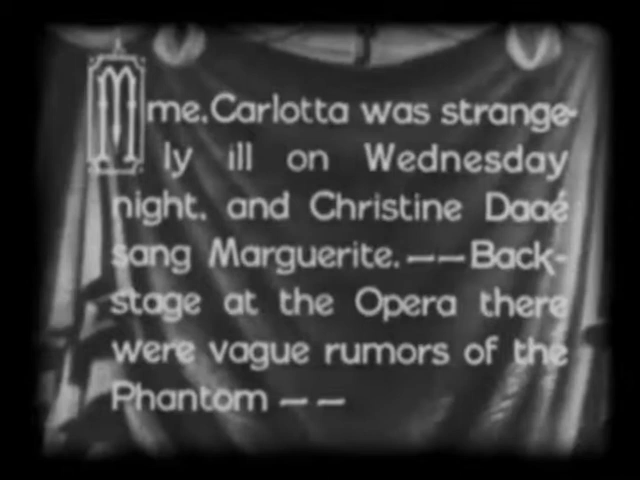 Mme. Carlotta was strange-
ly ill on Wednesday
night. and Christine Daaé
sang Marguerite. — — Back-
stage at the Opera there
were vague rumors of the
Phantom — —